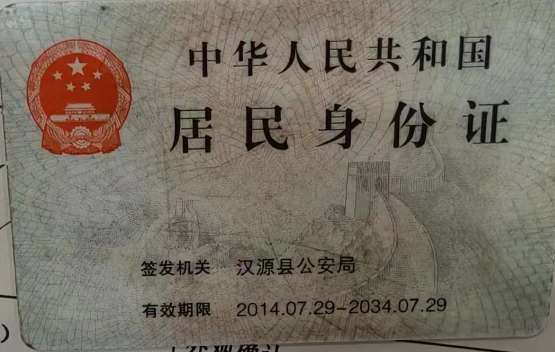 中华人民共和国
居民身份证
签发机关 汉源县公安局
有效期限 2014.07.29-2034.07.29
)